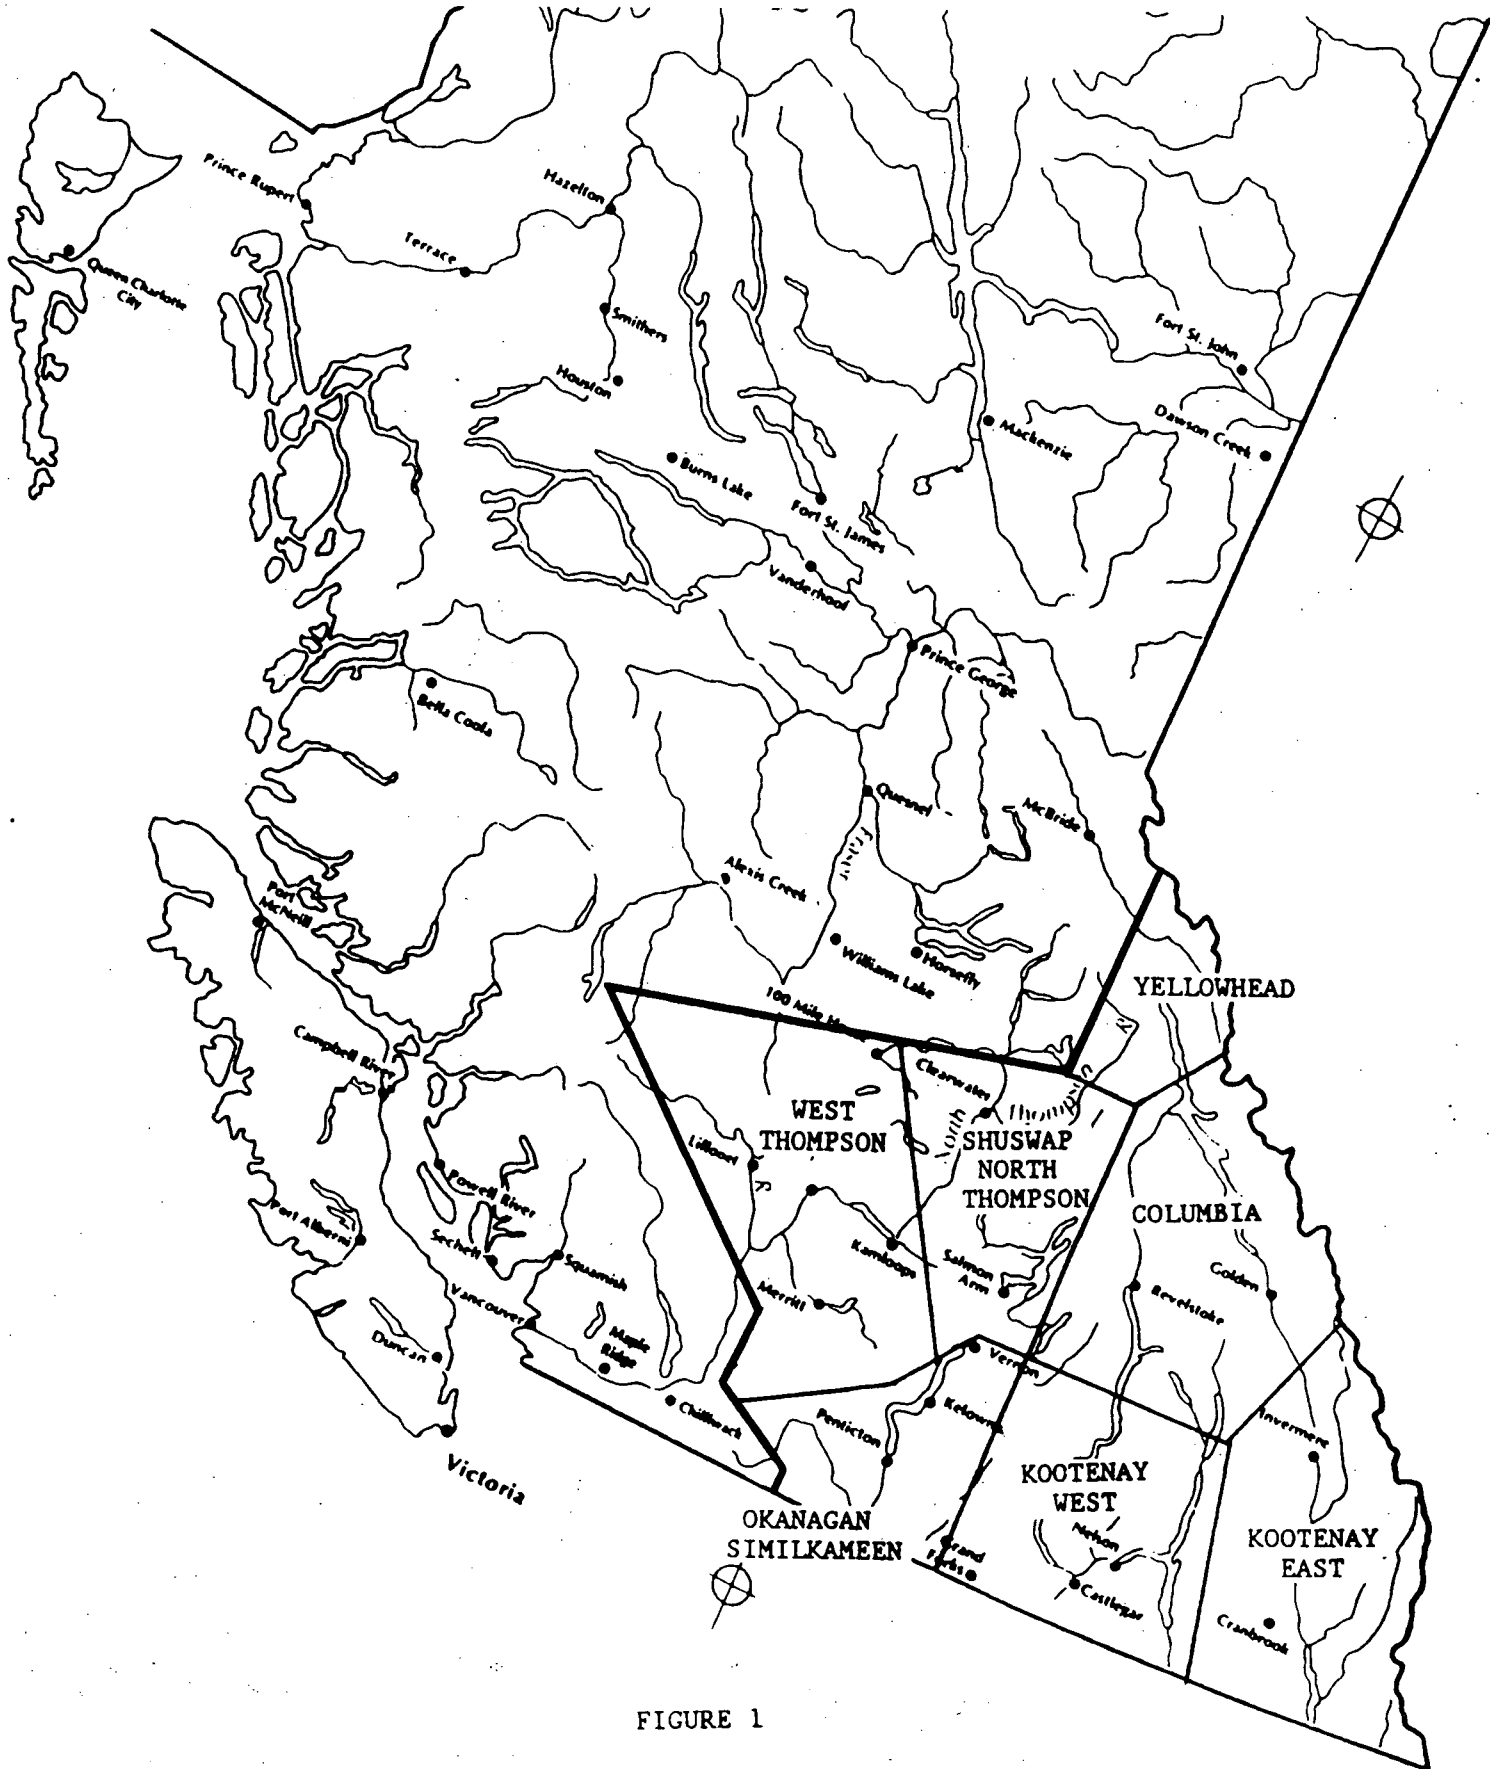 Prince Rupert
Hazelton
Terrace
Queen Charlotte
City
Smithers
Houston
Fort St. John
Dawson Creek
Mackenzie
Burns Lake
Fort St. James
Vanderhoof
Prince George
Bella Coola
Quesnel
McBride
Fraser
Alexis Creek
Port
McNeill
Williams Lake
Horsefly
YELLOWHEAD
100 Mile
Campbell River
Clearwater
WEST
THOMPSON
North
SHUSWAP
NORTH
THOMPSON
Lillooet
R.
Powell River
Port Alberni
COLUMBIA
Sechelt
Squamish
Kamloops
Salmon
Arm
Golden
Revelstoke
Merritt
Vancouver
Maple
Ridge
Duncan
Vernon
Kelowna
Penticton
Chilliwack
Invermere
Victoria
KOOTENAY
WEST
OKANAGAN
SIMILKAMEEN
Nelson
Grand
Forks
Castlegar
KOOTENAY
EAST
Cranbrook
FIGURE 1